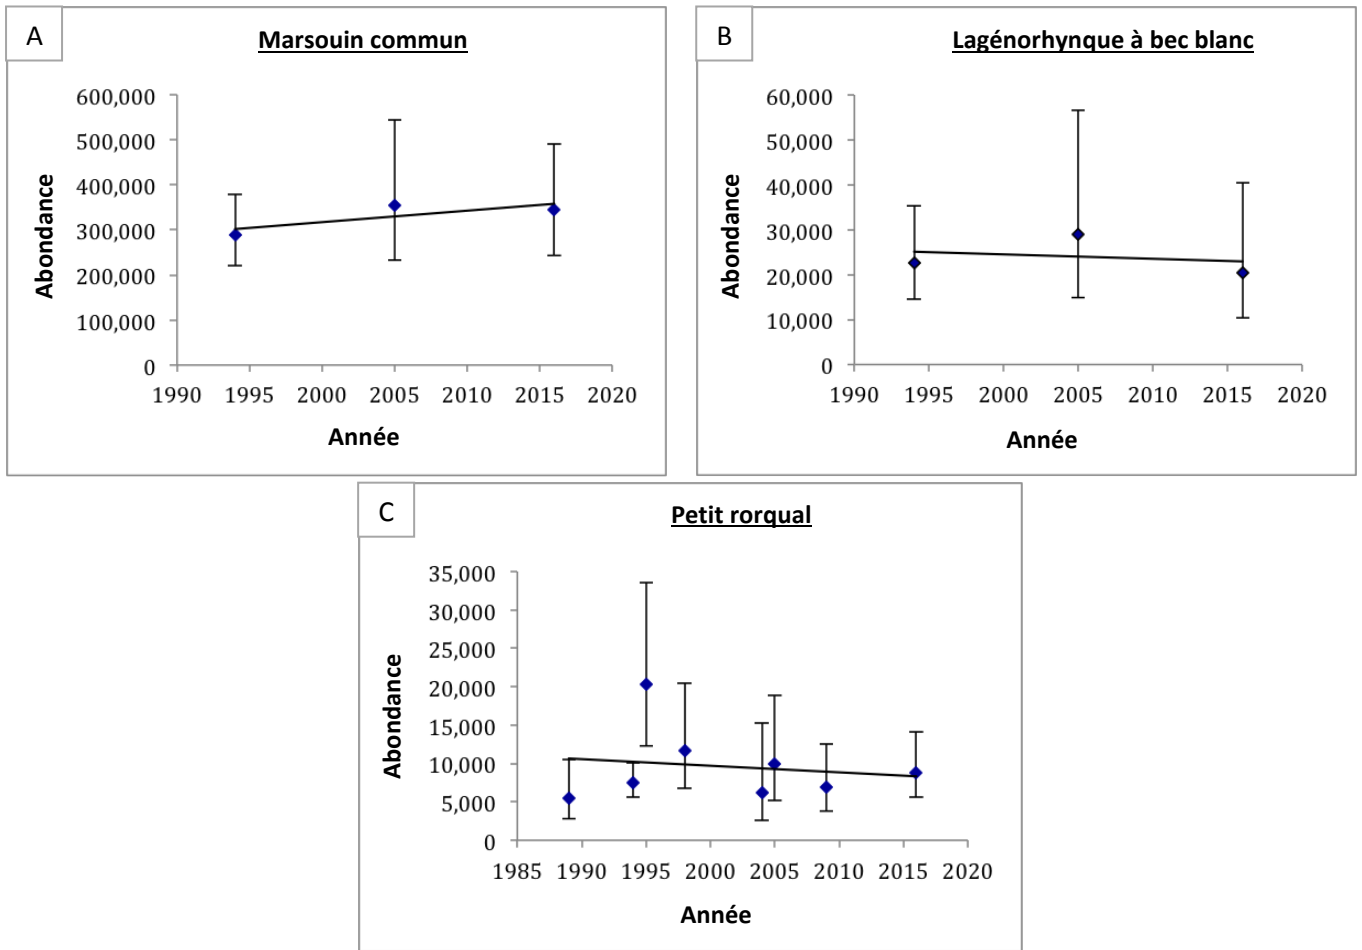 A
Marsouin commun
Abondance
600,000
500,000
400,000
300,000
200,000
100,000
0
1990 1995 2000 2005 2010 2015 2020
Année
B
Lagénorhynque à bec blanc
Abondance
60,000
50,000
40,000
30,000
20,000
10,000
0
1990 1995 2000 2005 2010 2015 2020
Année
C
Petit rorqual
Abondance
35,000
30,000
25,000
20,000
15,000
10,000
5,000
0
1985 1990 1995 2000 2005 2010 2015 2020
Année